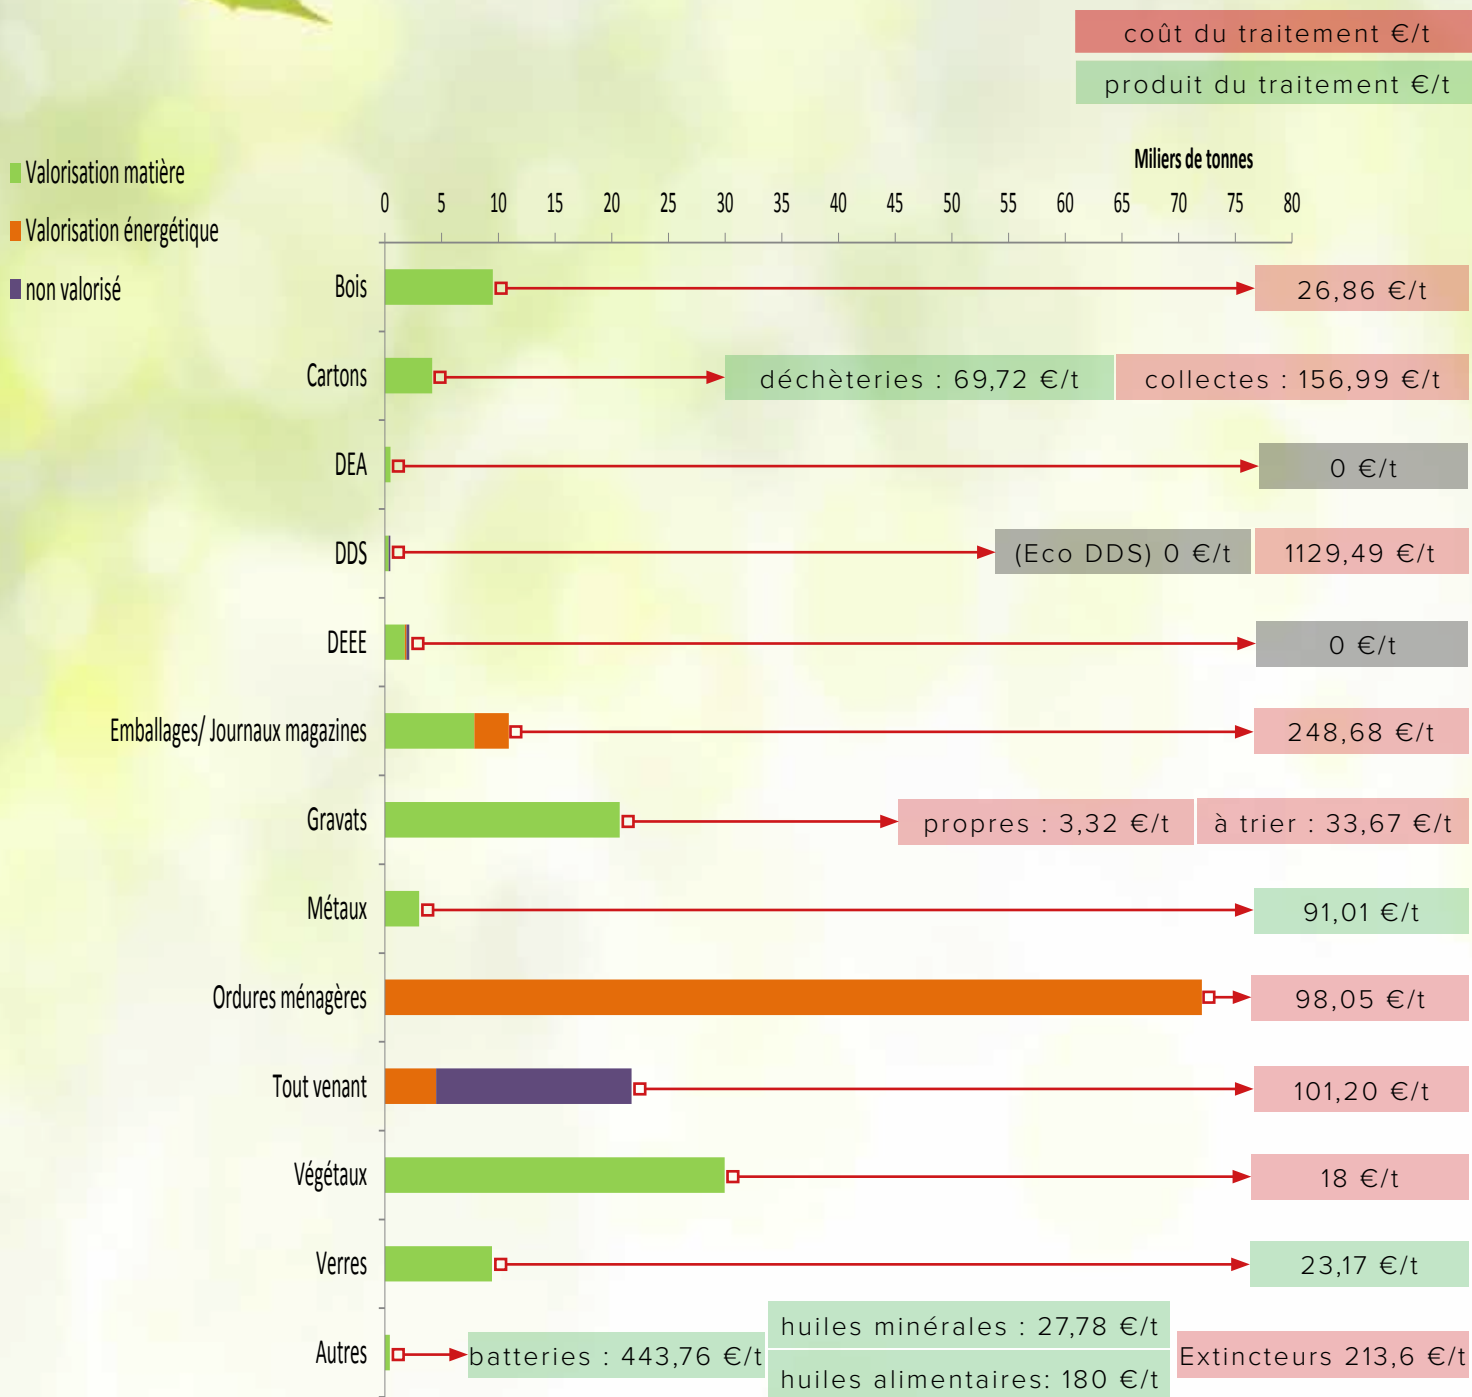 coût du traitement €/t
produit du traitement €/t
Miliers de tonnes
Valorisation matière
Valorisation énergétique
non valorisé
0 5 10 15 20 25 30 35 40 45 50 55 60 65 70 75 80
Bois 26,86 €/t
Cartons déchèteries : 69,72 €/t collectes : 156,99 €/t
DEA 0 €/t
DDS (Eco DDS) 0 €/t 1129,49 €/t
DEEE 0 €/t
Emballages/ Journaux magazines 248,68 €/t
Gravats propres : 3,32 €/t à trier : 33,67 €/t
Métaux 91,01 €/t
Ordures ménagères 98,05 €/t
Tout venant 101,20 €/t
Végétaux 18 €/t
Verres 23,17 €/t
huiles minérales : 27,78 €/t
Autres batteries : 443,76 €/t Extincteurs 213,6 €/t
huiles alimentaires: 180 €/t